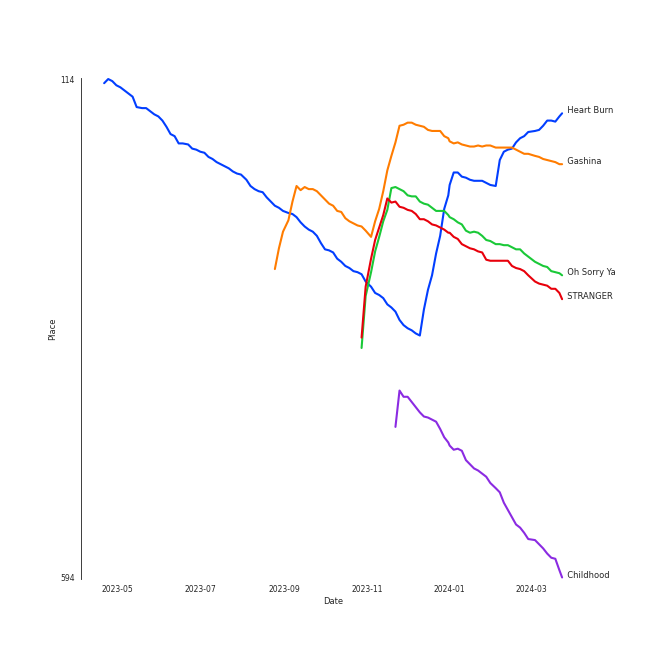 114
Heart Burn
Gashina
Oh Sorry Ya
STRANGER
Place
594
Childhood
2023-05
2023-07
2023-09
2023-11
2024-01
2024-03
Date